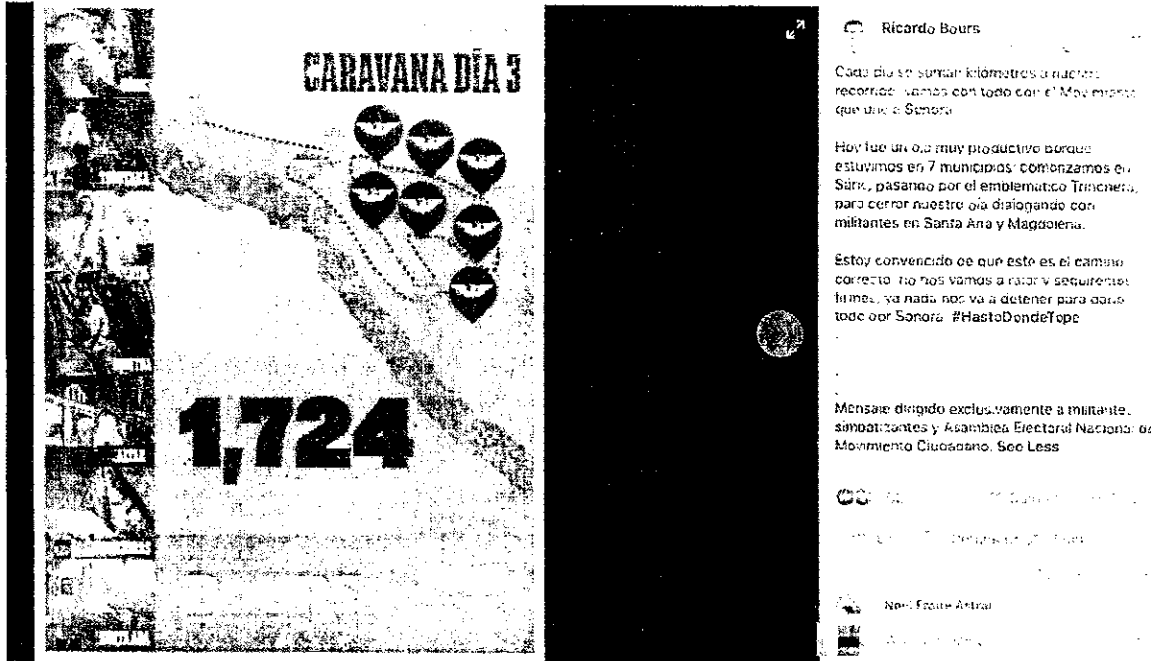 CARAVANA DÍA 3
1,724
Ricardo Bours
Cada día se suman kilómetros a nuestro
recorrido, vamos con todo con el Movimiento
que une a Sonora
Hoy fue un día muy productivo porque
estuvimos en 7 municipios: comenzamos en
Sáric, pasando por el emblemático Trincheras,
para cerrar nuestro día dialogando con
militantes en Santa Ana y Magdalena.
Estoy convencido de que este es el camino
correcto, no nos vamos a rajar y seguiremos
firmes, ya nada nos va a detener para darlo
todo por Sonora. #HastaDondeTope
.
.
Mensaje dirigido exclusivamente a militantes,
simpatizantes y Asamblea Electoral Nacional de
Movimiento Ciudadano. See Less